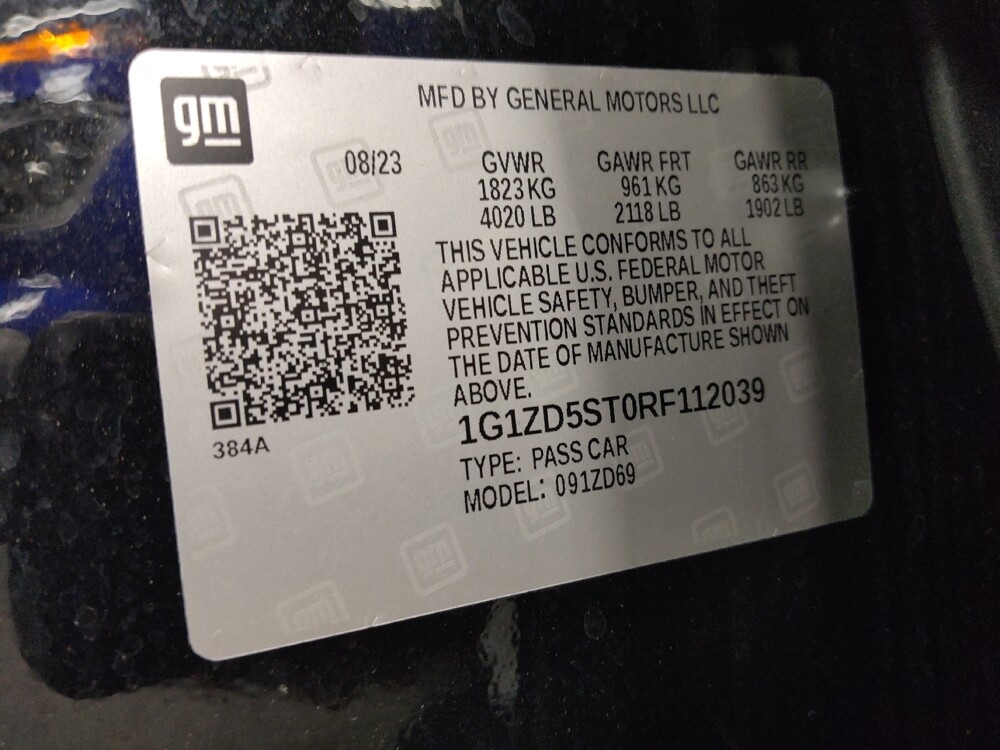 gm
MFD BY GENERAL MOTORS LLC
08/23
GVWR GAWR FRT GAWR RR
1823 KG 961 KG 863 KG
4020 LB 2118 LB 1902 LB
THIS VEHICLE CONFORMS TO ALL
APPLICABLE U.S. FEDERAL MOTOR
VEHICLE SAFETY, BUMPER, AND THEFT
PREVENTION STANDARDS IN EFFECT ON
THE DATE OF MANUFACTURE SHOWN
ABOVE.
384A
1G1ZD5ST0RF112039
TYPE: PASS CAR
MODEL: 091ZD69